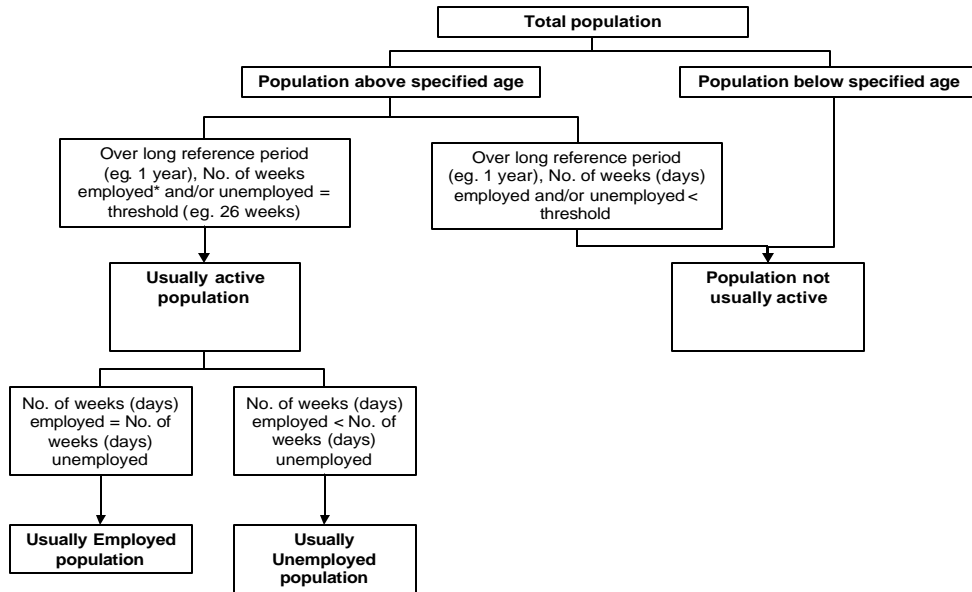 Total population
Population above specified age
Population below specified age
Over long reference period
(eg. 1 year), No. of weeks
employed* and/or unemployed =
threshold (eg. 26 weeks)
Over long reference period
(eg. 1 year), No. of weeks (days)
employed and/or unemployed <
threshold
Usually active
population
Population not
usually active
No. of weeks (days)
employed = No. of
weeks (days)
unemployed
No. of weeks (days)
employed < No. of
weeks (days)
unemployed
Usually Employed
population
Usually
Unemployed
population